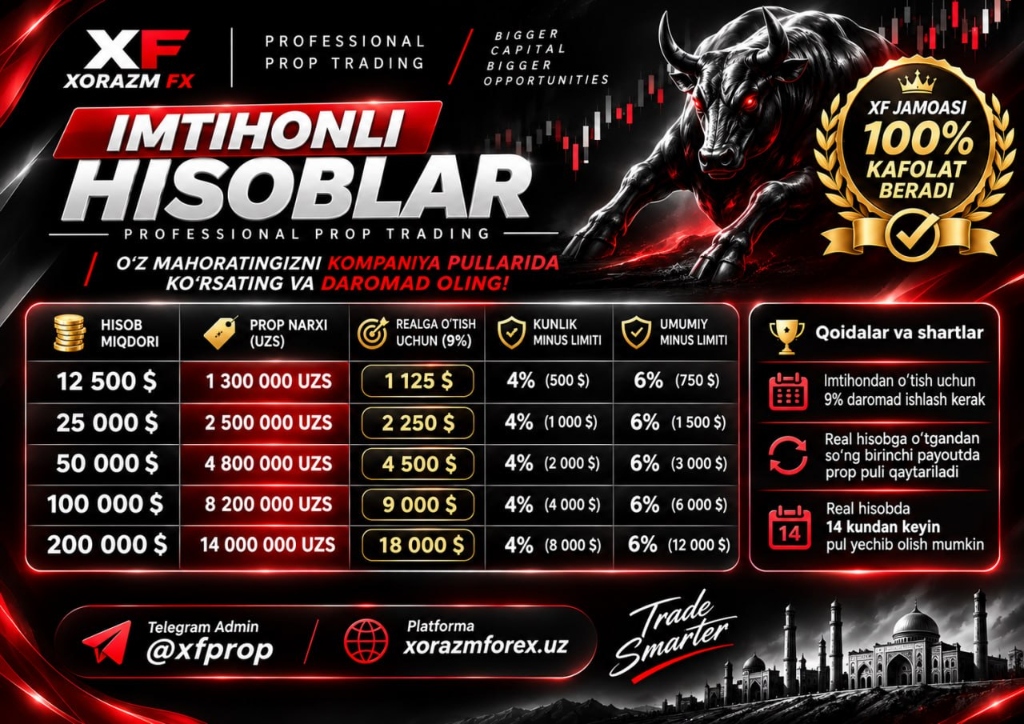 XF
XORAZM FX
PROFESSIONAL
PROP TRADING
BIGGER
CAPITAL
BIGGER
OPPORTUNITIES
IMTIHONLI
HISOBLAR
PROFESSIONAL PROP TRADING
O'Z MAHORATINGIZNI KOMPANIYA PULLARIDA
KO'RSATING VA DAROMAD OLING!
XF JAMOASI
100%
KAFOLAT
BERADI
HISOB
MIQDORI
PROP NARXI
(UZS)
REALGA O'TISH
UCHUN (9%)
KUNLIK
MINUS LIMITI
UMUMIY
MINUS LIMITI
12 500 $ 1 300 000 UZS 1 125 $ 4% (500 $) 6% (750 $)
25 000 $ 2 500 000 UZS 2 250 $ 4% (1 000 $) 6% (1 500 $)
50 000 $ 4 800 000 UZS 4 500 $ 4% (2 000 $) 6% (3 000 $)
100 000 $ 8 200 000 UZS 9 000 $ 4% (4 000 $) 6% (6 000 $)
200 000 $ 14 000 000 UZS 18 000 $ 4% (8 000 $) 6% (12 000 $)
Qoidalar va shartlar
Imtihondan o'tish uchun
9% daromad ishlash kerak
Real hisobga o'tgandan
so'ng birinchi payoutda
prop puli qaytariladi
14
Real hisobda
14 kundan keyin
pul yechib olish mumkin
Telegram Admin
@xfprop
Platforma
xorazmforex.uz
Trade
Smarter